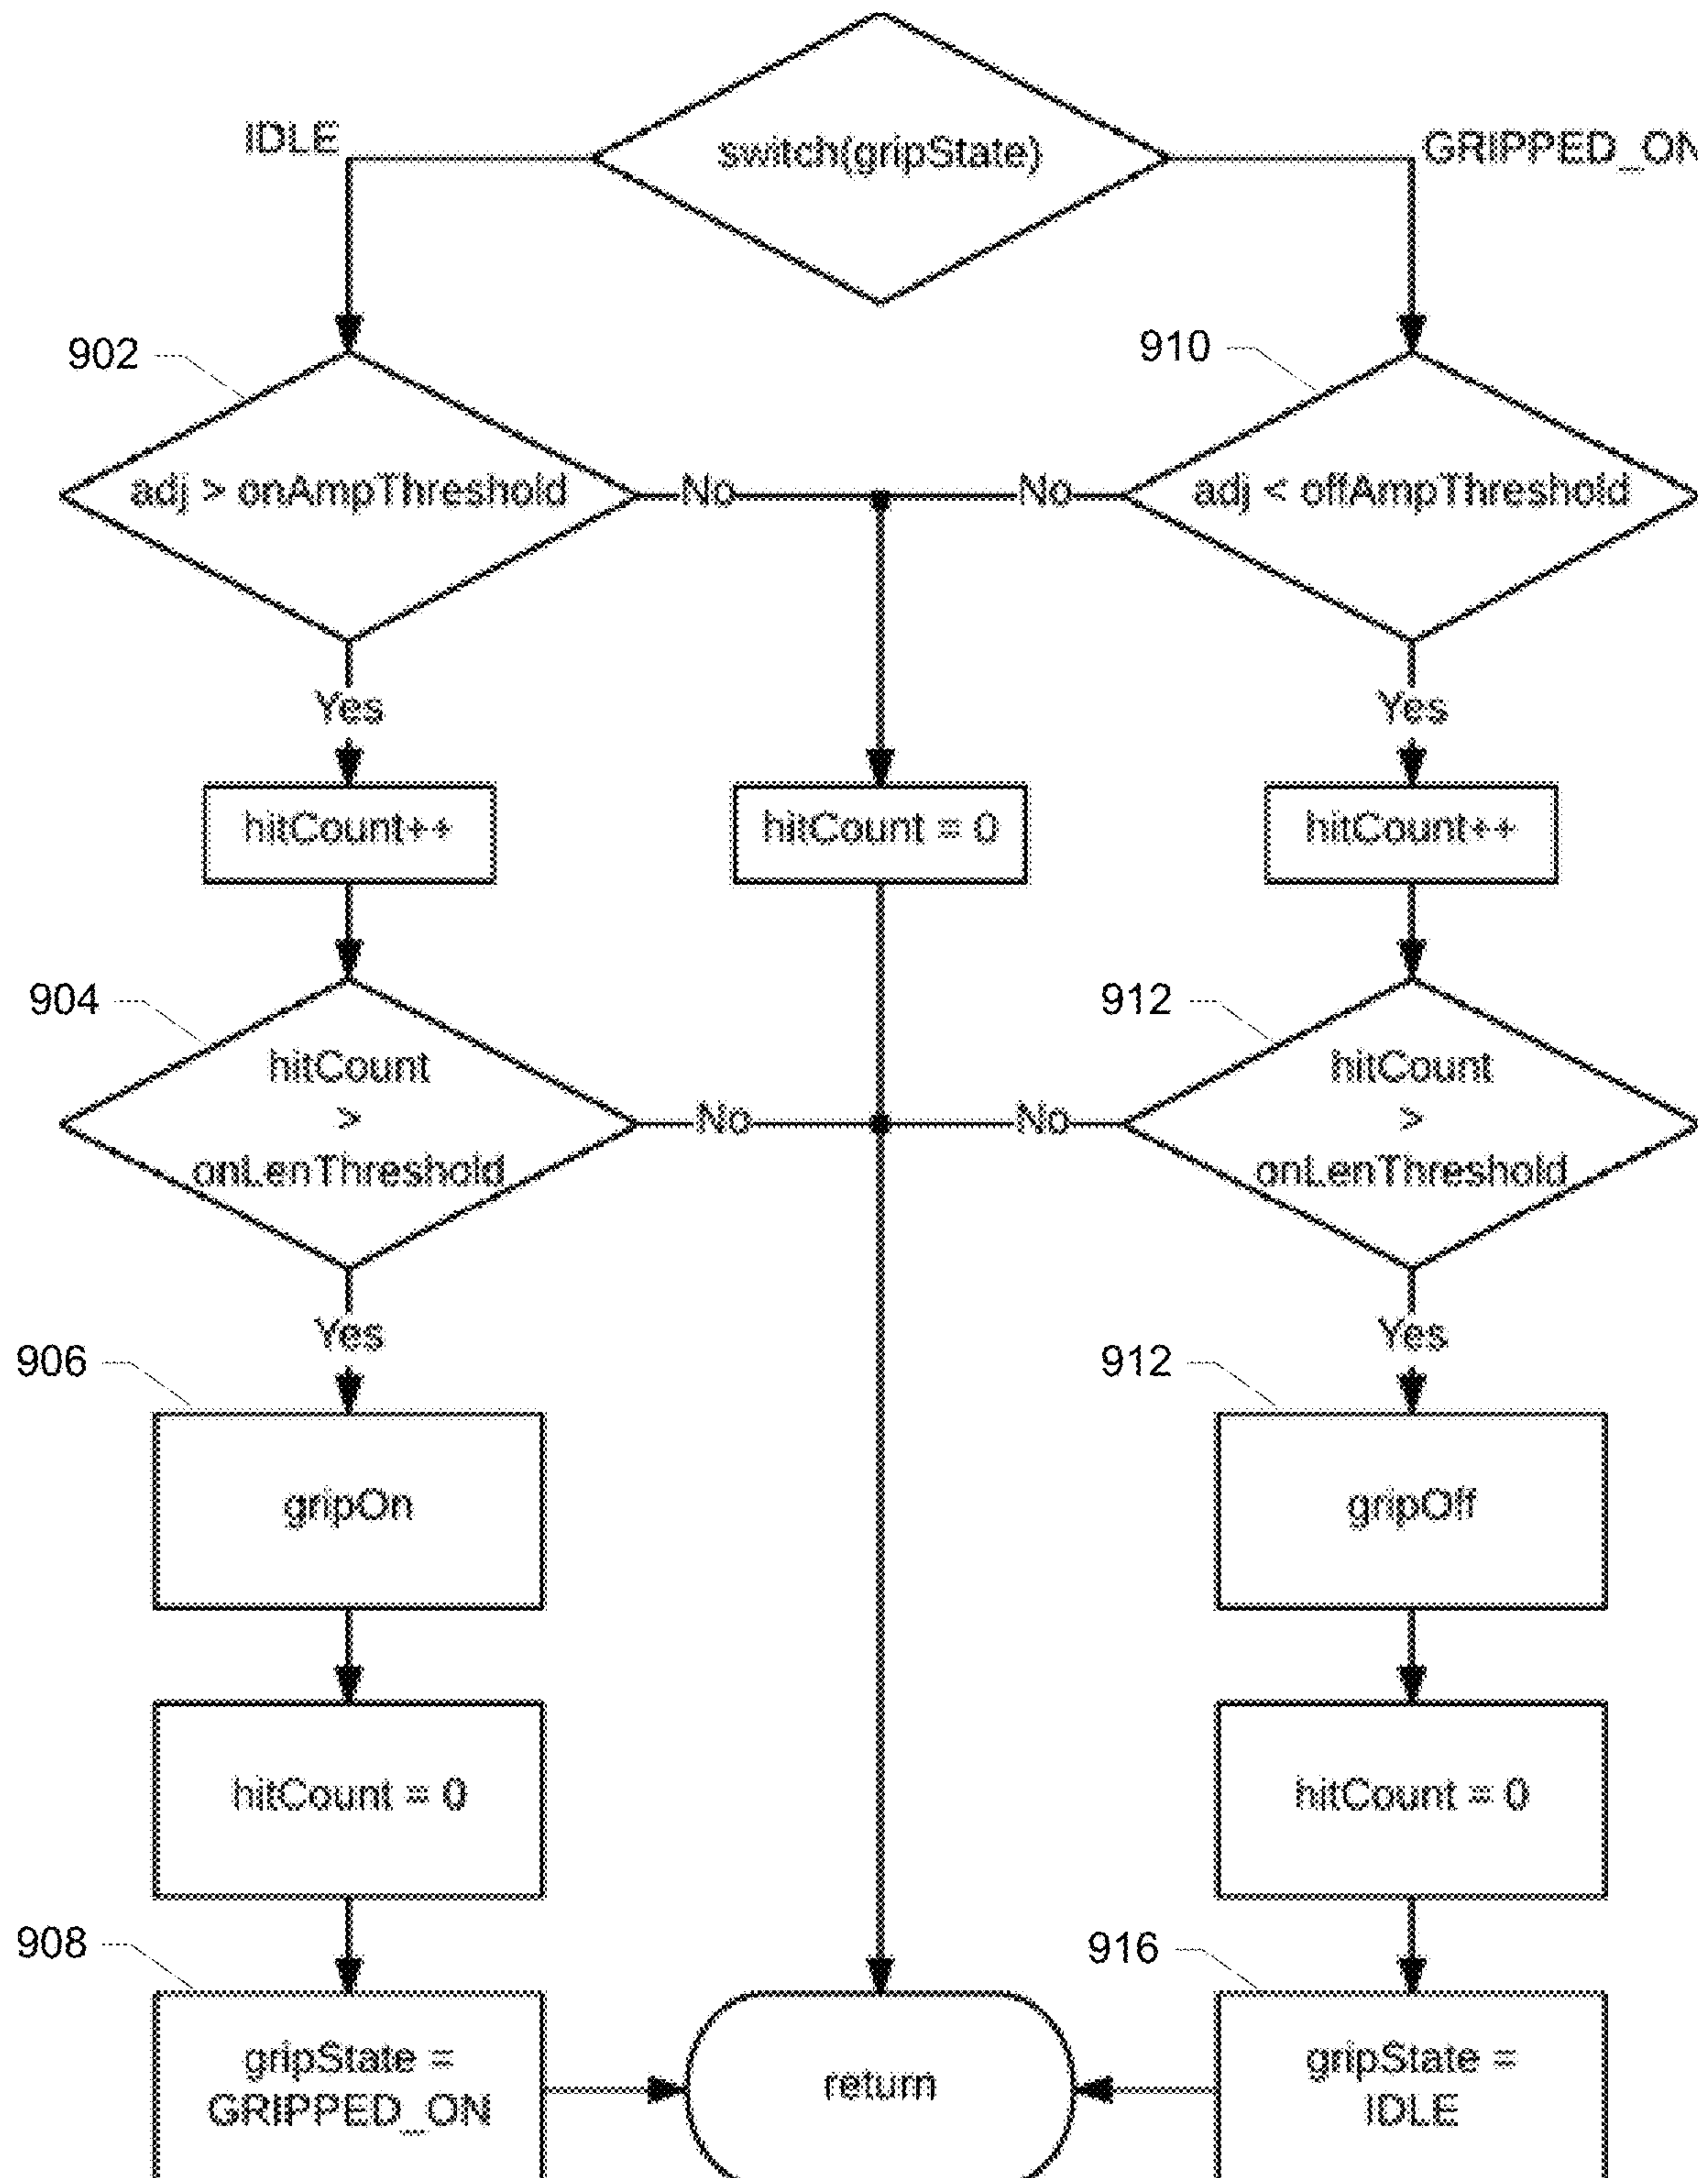 switch(gripState)
IDLE
GRIPPED_ON
902
910
adj > onAmpThreshold
No
No
adj < offAmpThreshold
Yes
Yes
hitCount++
hitCount = 0
hitCount++
904
912
hitCount
>
onLenThreshold
No
No
hitCount
>
onLenThreshold
Yes
Yes
906
912
gripOn
gripOff
hitCount = 0
hitCount = 0
908
916
gripState =
GRIPPED_ON
return
gripState =
IDLE